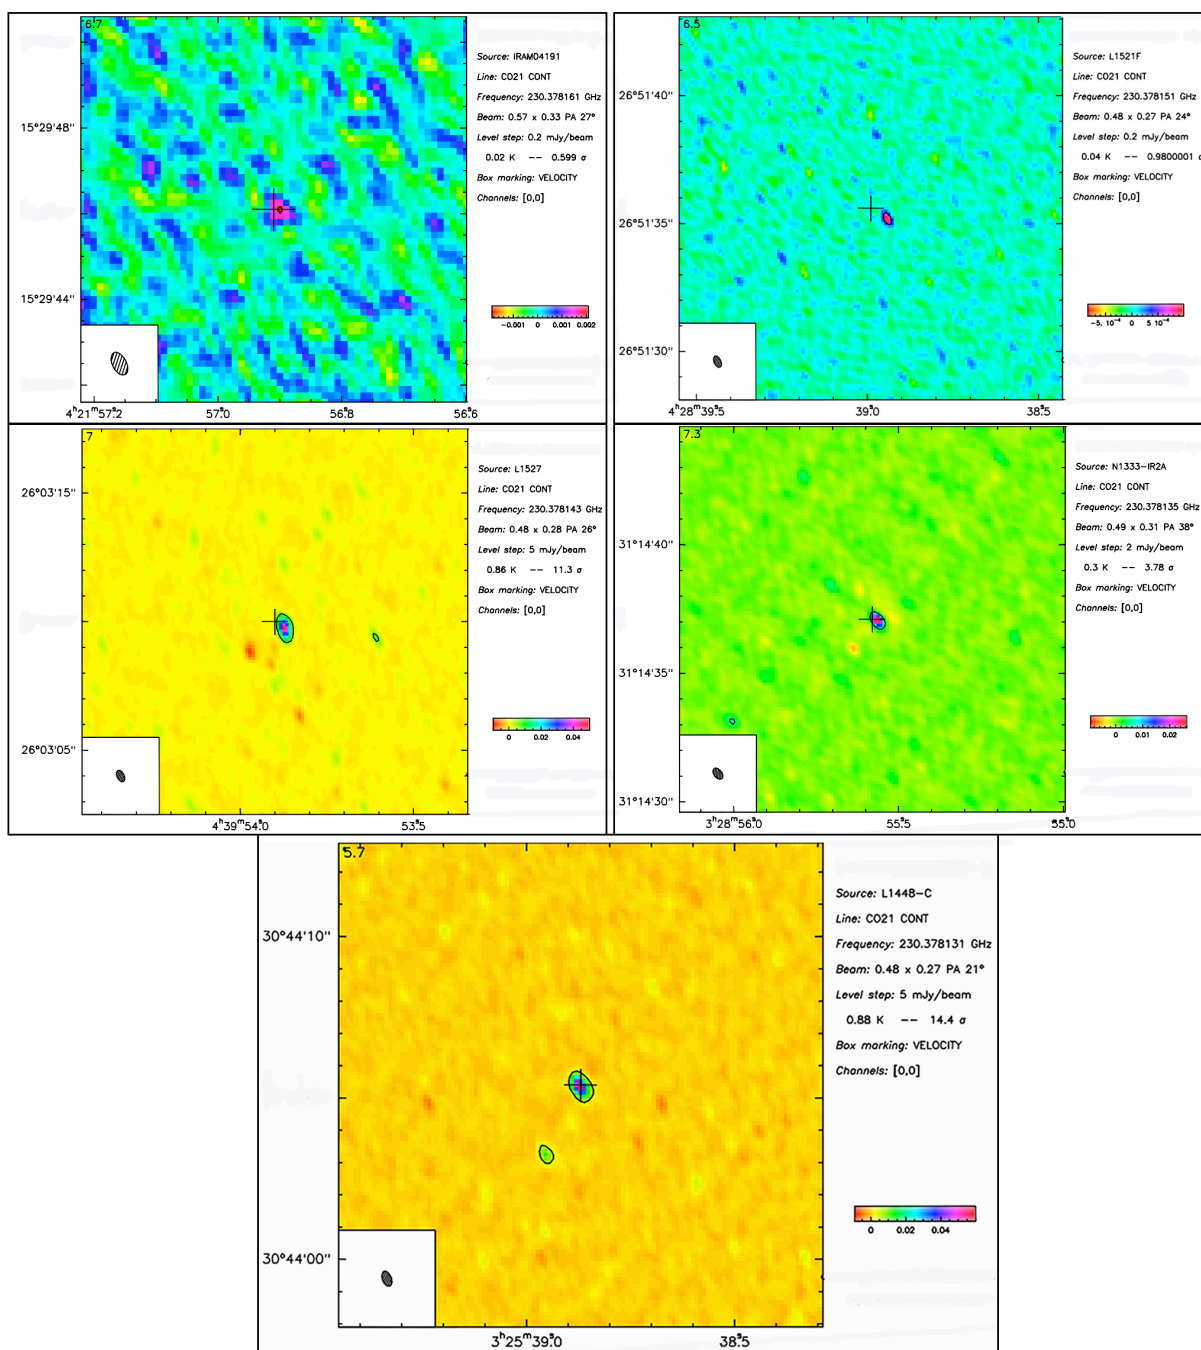 6.7
Source: IRAM04191
Line: CO21 CONT
Frequency: 230.378161 GHz
Beam: 0.57 x 0.33 PA 27°
Level step: 0.2 mJy/beam
0.02 K -- 0.599 σ
Box marking: VELOCITY
Channels: [0,0]
15°29'48"
15°29'44"
-0.001 0 0.001 0.002
4h21m57s.2 57s.0 56s.8 56s.6
6.5
Source: L1521F
Line: CO21 CONT
Frequency: 230.378151 GHz
Beam: 0.48 x 0.27 PA 24°
Level step: 0.2 mJy/beam
0.04 K -- 0.9800001 σ
Box marking: VELOCITY
Channels: [0,0]
26°51'40"
26°51'35"
26°51'30"
-5. 10⁻⁴ 0 5 10⁻⁴
4h28m39s.5 39s.0 38s.5
7
Source: L1527
Line: CO21 CONT
Frequency: 230.378143 GHz
Beam: 0.48 x 0.28 PA 26°
Level step: 5 mJy/beam
0.86 K -- 11.3 σ
Box marking: VELOCITY
Channels: [0,0]
26°03'15"
26°03'05"
0 0.02 0.04
4h39m54s.0 53s.5
7.3
Source: N1333-IR2A
Line: CO21 CONT
Frequency: 230.378135 GHz
Beam: 0.49 x 0.31 PA 38°
Level step: 2 mJy/beam
0.3 K -- 3.78 σ
Box marking: VELOCITY
Channels: [0,0]
31°14'40"
31°14'35"
31°14'30"
0 0.01 0.02
3h28m56s.0 55s.5 55s.0
5.7
Source: L1448-C
Line: CO21 CONT
Frequency: 230.378131 GHz
Beam: 0.48 x 0.27 PA 21°
Level step: 5 mJy/beam
0.88 K -- 14.4 σ
Box marking: VELOCITY
Channels: [0,0]
30°44'10"
30°44'00"
0 0.02 0.04
3h25m39s.0 38s.5